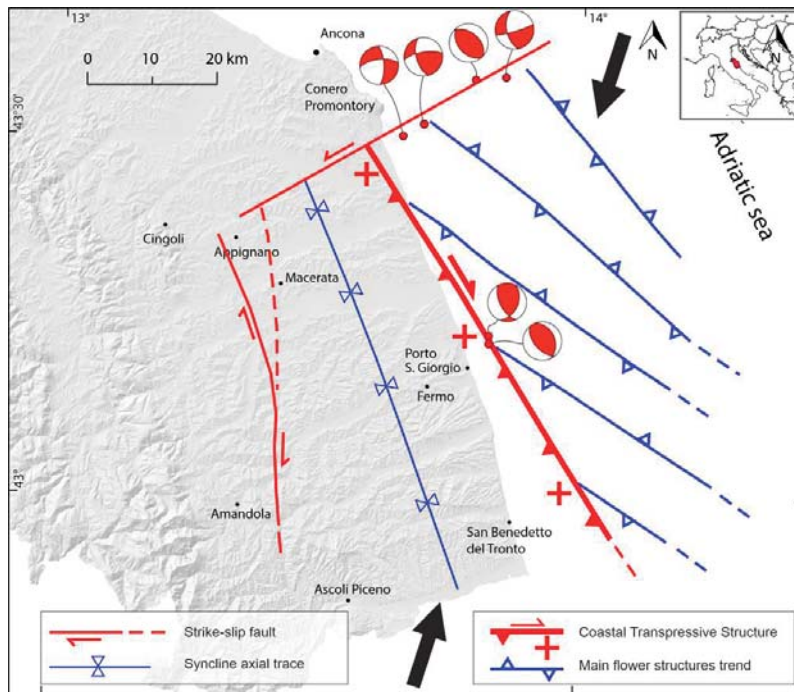 13°
14°
0 10 20 km
Ancona
Conero
Promontory
N
N
43°30'
Adriatic sea
Cingoli
Appignano
Macerata
Porto
S. Giorgio
Fermo
43°
Amandola
San Benedetto
del Tronto
Ascoli Piceno
Strike-slip fault
Syncline axial trace
Coastal Transpressive Structure
Main flower structures trend